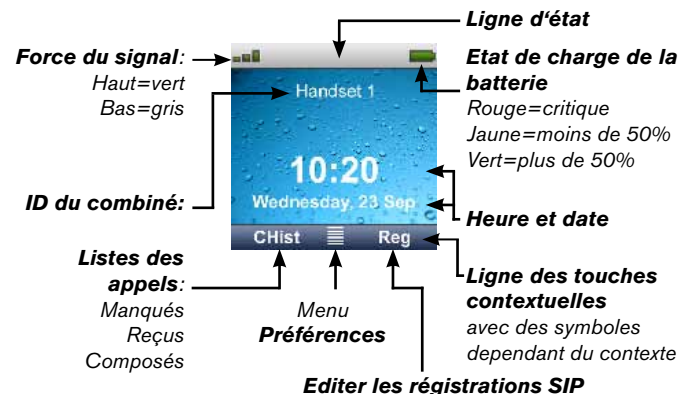 Ligne d'état
Force du signal:
Haut=vert
Bas=gris
Etat de charge de la
batterie
Rouge=critique
Jaune=moins de 50%
Vert=plus de 50%
Handset 1
10:20
Wednesday, 23 Sep
ID du combiné:
Heure et date
CHist
Reg
Listes des
appels:
Manqués
Reçus
Composés
Menu
Préférences
Ligne des touches
contextuelles
avec des symboles
dependant du contexte
Editer les régistrations SIP